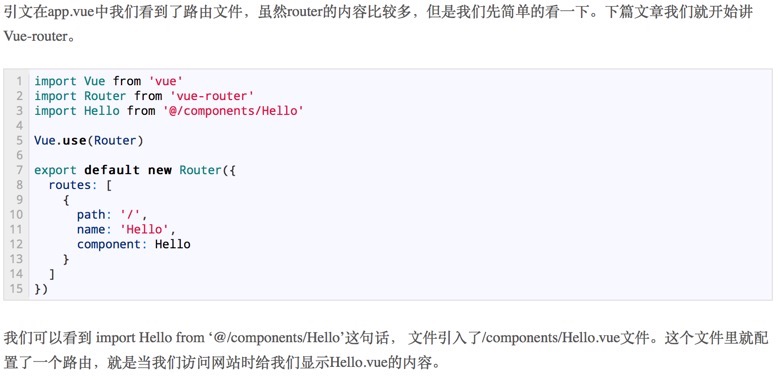 引文在app.vue中我们看到了路由文件，虽然router的内容比较多，但是我们先简单的看一下。下篇文章我们就开始讲
Vue-router。
1 import Vue from 'vue'
2 import Router from 'vue-router'
3 import Hello from '@/components/Hello'
4
5 Vue.use(Router)
6
7 export default new Router({
8   routes: [
9     {
10       path: '/',
11       name: 'Hello',
12       component: Hello
13     }
14   ]
15 })
我们可以看到 import Hello from ‘@/components/Hello’这句话， 文件引入了/components/Hello.vue文件。这个文件里就配
置了一个路由，就是当我们访问网站时给我们显示Hello.vue的内容。